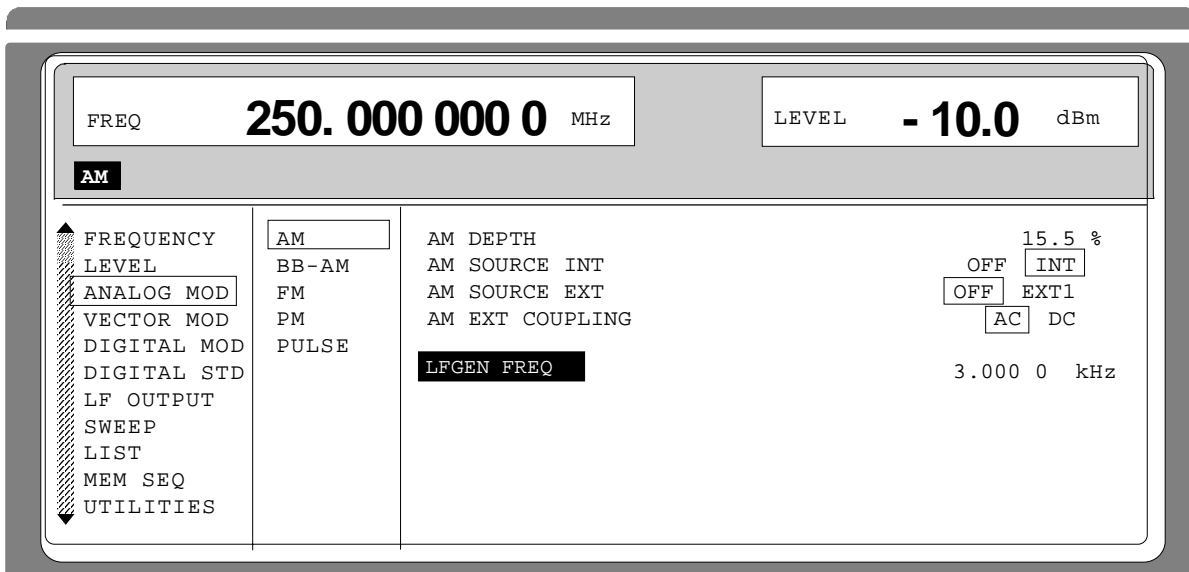 FREQ 250. 000 000 0 MHz LEVEL - 10.0 dBm
AM
FREQUENCY
LEVEL
ANALOG MOD
VECTOR MOD
DIGITAL MOD
DIGITAL STD
LF OUTPUT
SWEEP
LIST
MEM SEQ
UTILITIES
AM
BB-AM
FM
PM
PULSE
AM DEPTH 15.5 %
AM SOURCE INT OFF INT
AM SOURCE EXT OFF EXT1
AM EXT COUPLING AC DC
LFGEN FREQ 3.000 0 kHz